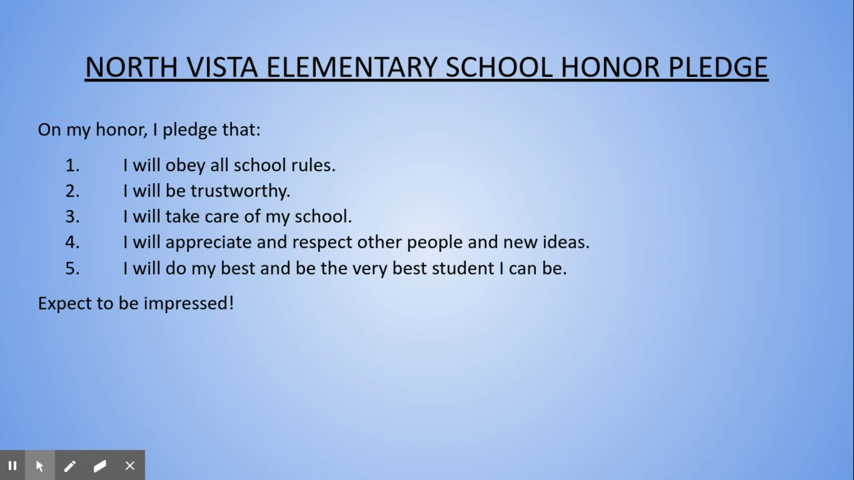 NORTH VISTA ELEMENTARY SCHOOL HONOR PLEDGE
On my honor, I pledge that:
1. I will obey all school rules.
2. I will be trustworthy.
3. I will take care of my school.
4. I will appreciate and respect other people and new ideas.
5. I will do my best and be the very best student I can be.
Expect to be impressed!